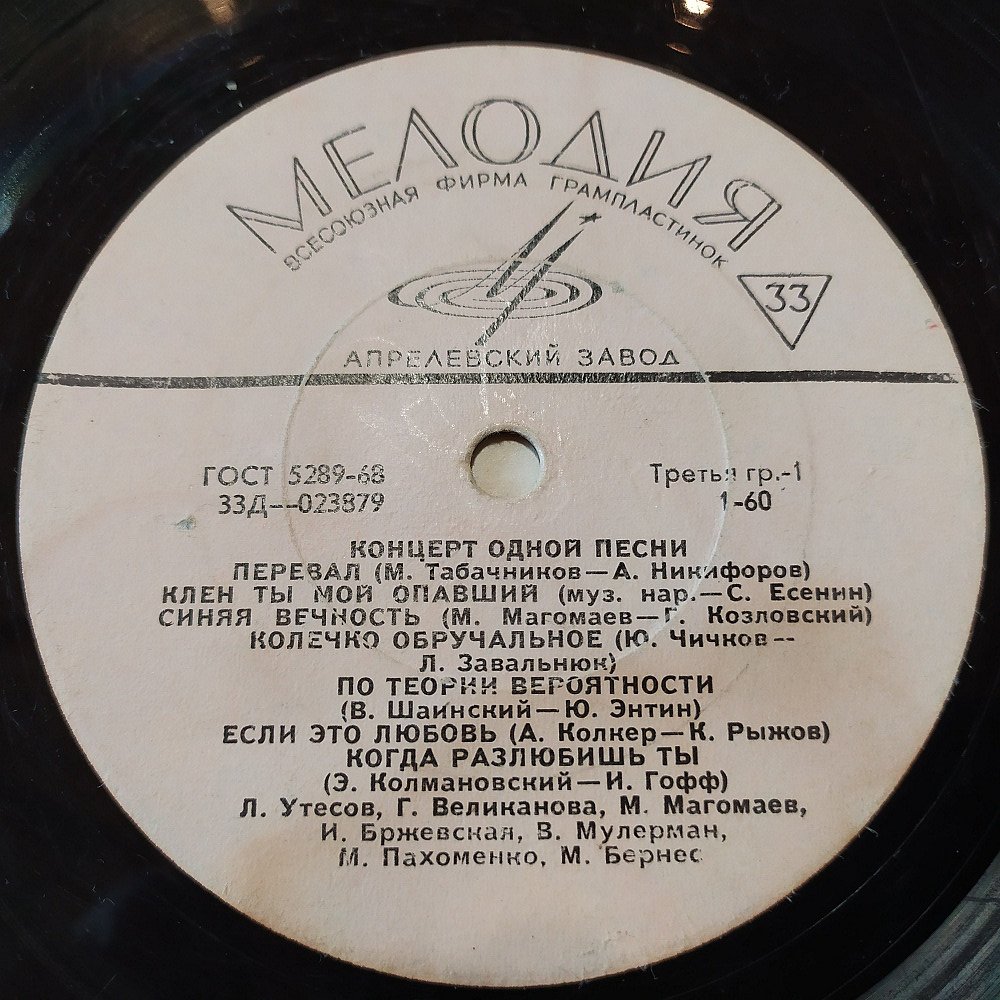 МЕЛОДИЯ
ВСЕСОЮЗНАЯ ФИРМА ГРАМПЛАСТИНОК
33
АПРЕЛЕВСКИЙ ЗАВОД
ГОСТ 5289-68
Третья гр.-1
33Д—023879
1-60
КОНЦЕРТ ОДНОЙ ПЕСНИ
ПЕРЕВАЛ (М. Табачников—А. Никифоров)
КЛЕН ТЫ МОЙ ОПАВШИЙ (муз. нар.—С. Есенин)
СИНЯЯ ВЕЧНОСТЬ (М. Магомаев—Г. Козловский)
КОЛЕЧКО ОБРУЧАЛЬНОЕ (Ю. Чичков—
Л. Завальнюк)
ПО ТЕОРИИ ВЕРОЯТНОСТИ
(В. Шаинский—Ю. Энтин)
ЕСЛИ ЭТО ЛЮБОВЬ (А. Колкер—К. Рыжов)
КОГДА РАЗЛЮБИШЬ ТЫ
(Э. Колмановский—И. Гофф)
Л. Утесов, Г. Великанова, М. Магомаев,
И. Бржевская, В. Мулерман,
М. Пахоменко, М. Бернес